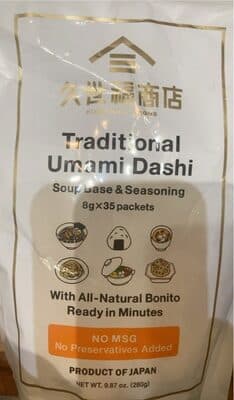 久世福商店
Traditional
Umami Dashi
Soup Base & Seasoning
8g×35 packets
With All-Natural Bonito
Ready in Minutes
NO MSG
No Preservatives Added
PRODUCT OF JAPAN
NET WT. 9.87 oz. (280g)